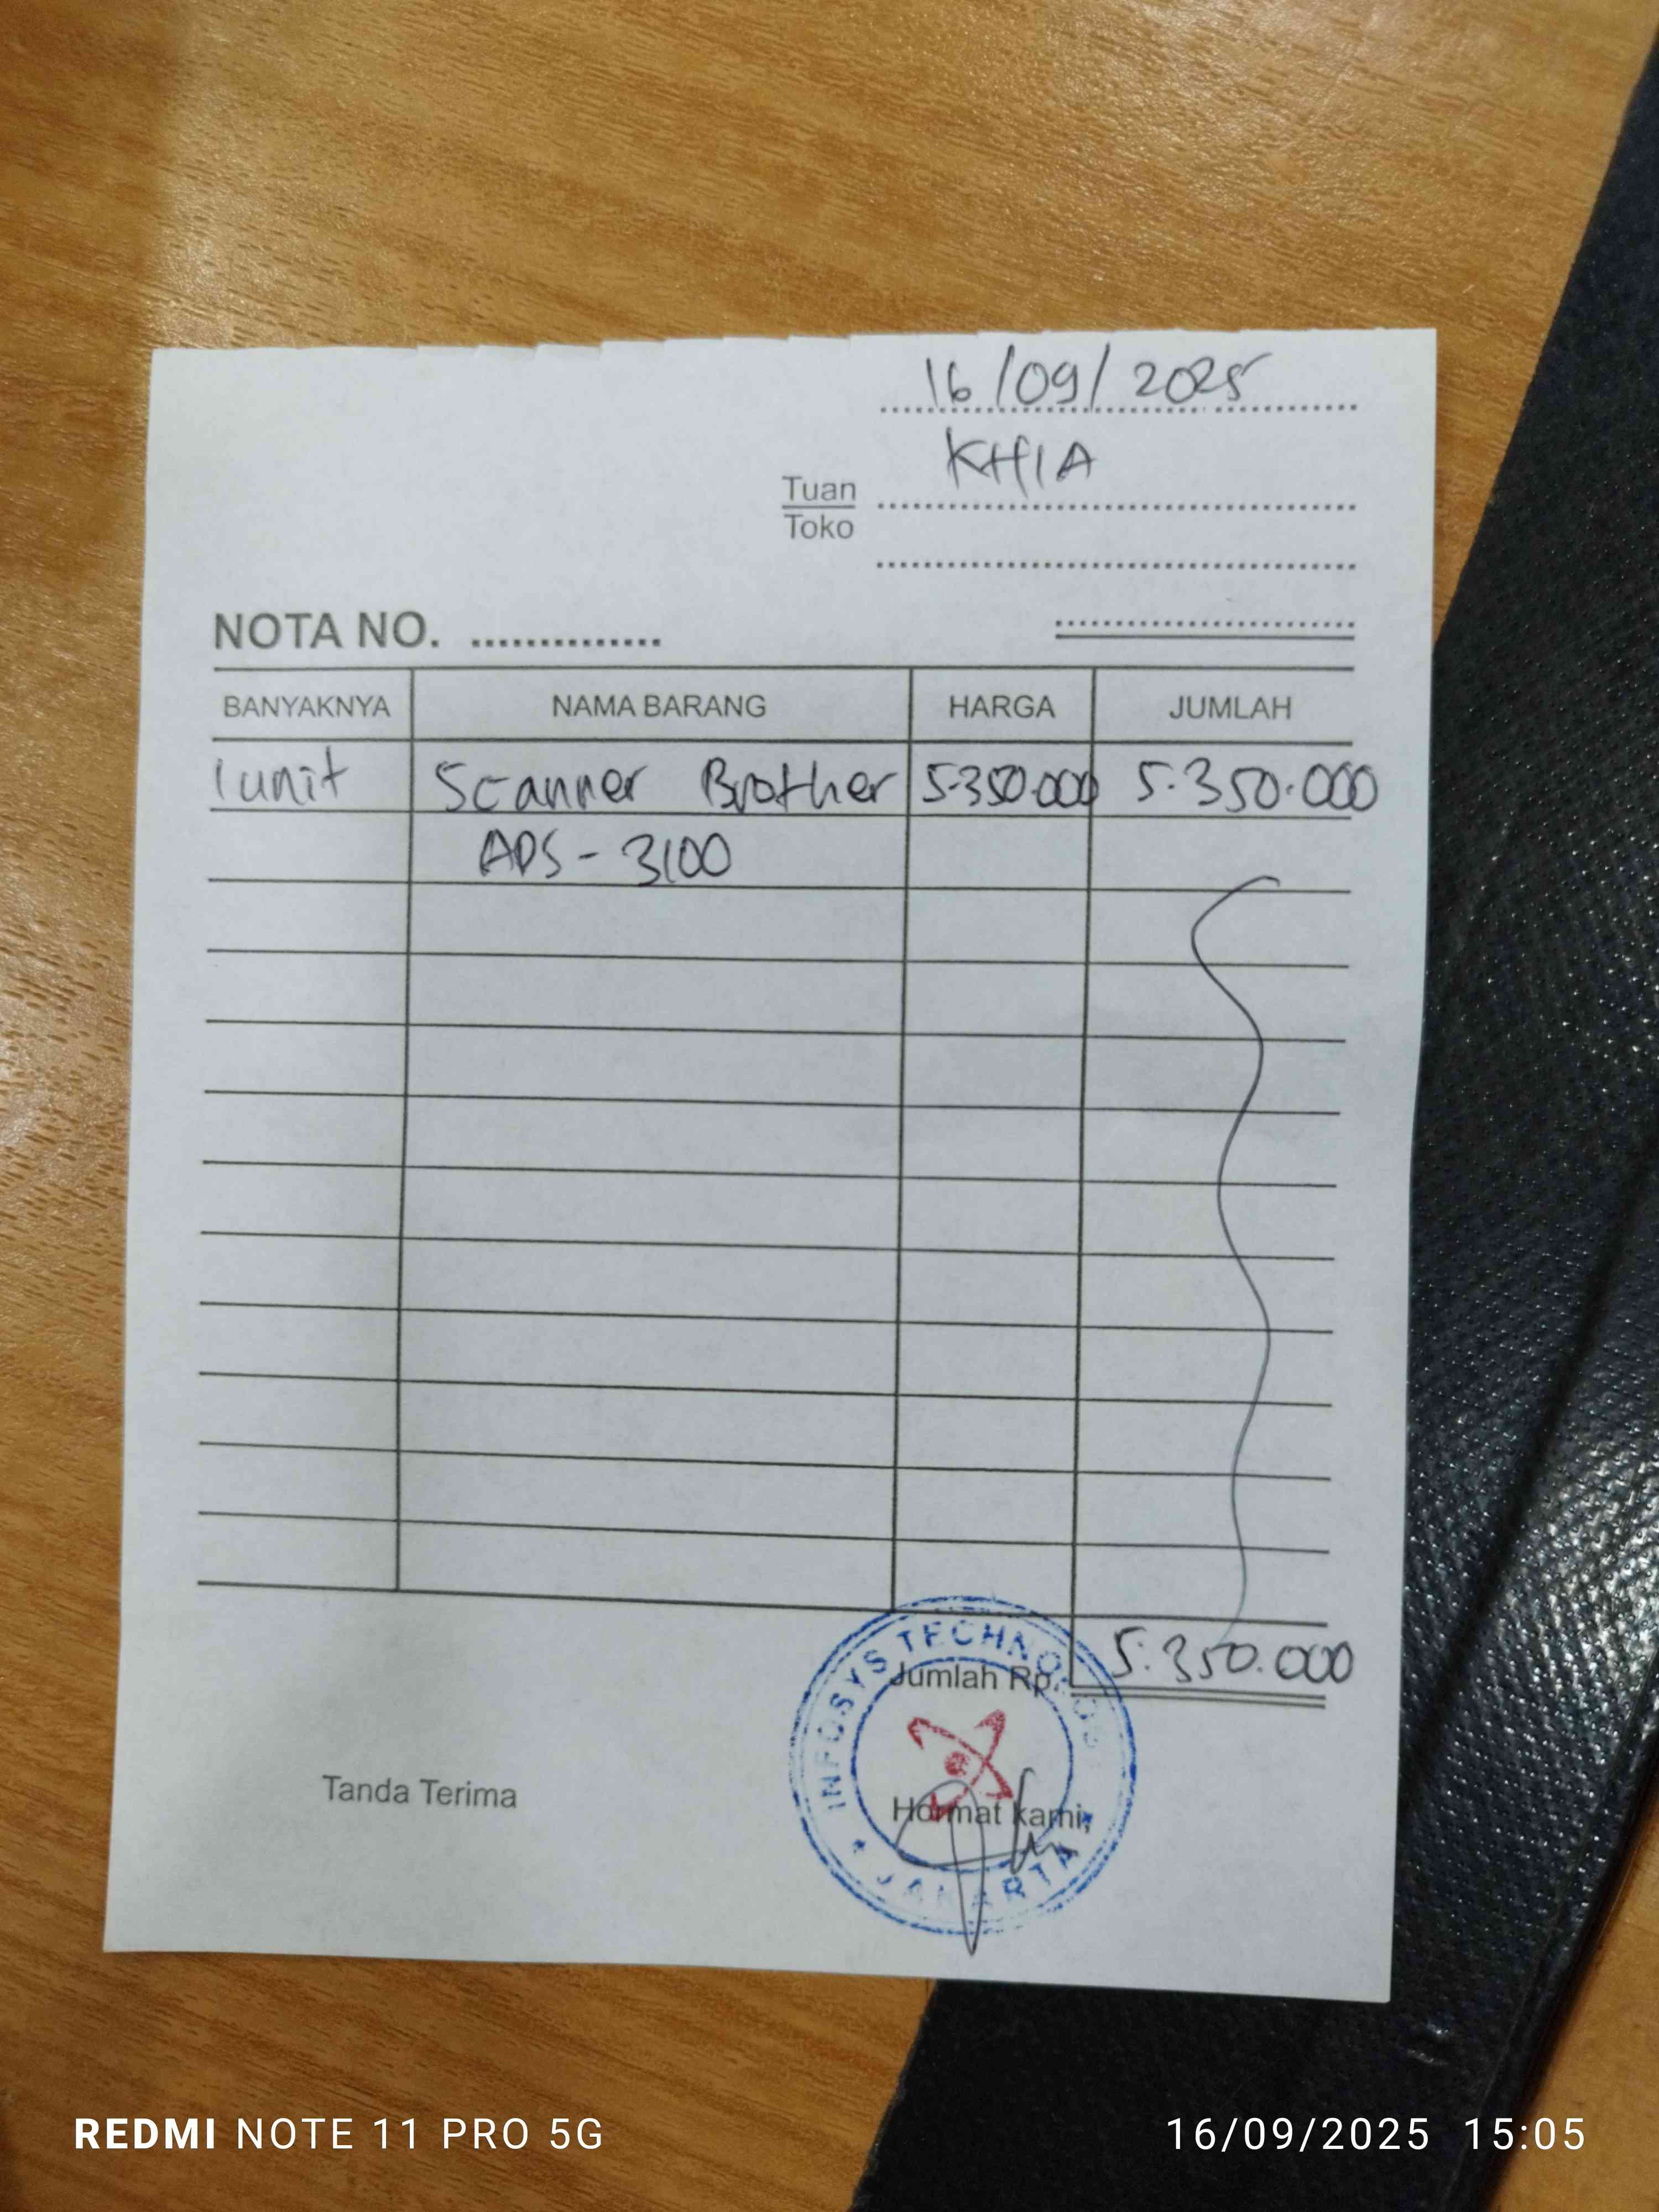 16/09/2025
KHIA
Tuan
Toko
NOTA NO. ..............
BANYAKNYA NAMA BARANG HARGA JUMLAH
1 unit Scanner Brother 5.350.000 5.350.000
ADS - 3100
Jumlah Rp. 5.350.000
INFOSYS TECHNO
JAKARTA
Tanda Terima Hormat kami,
REDMI NOTE 11 PRO 5G 16/09/2025 15:05